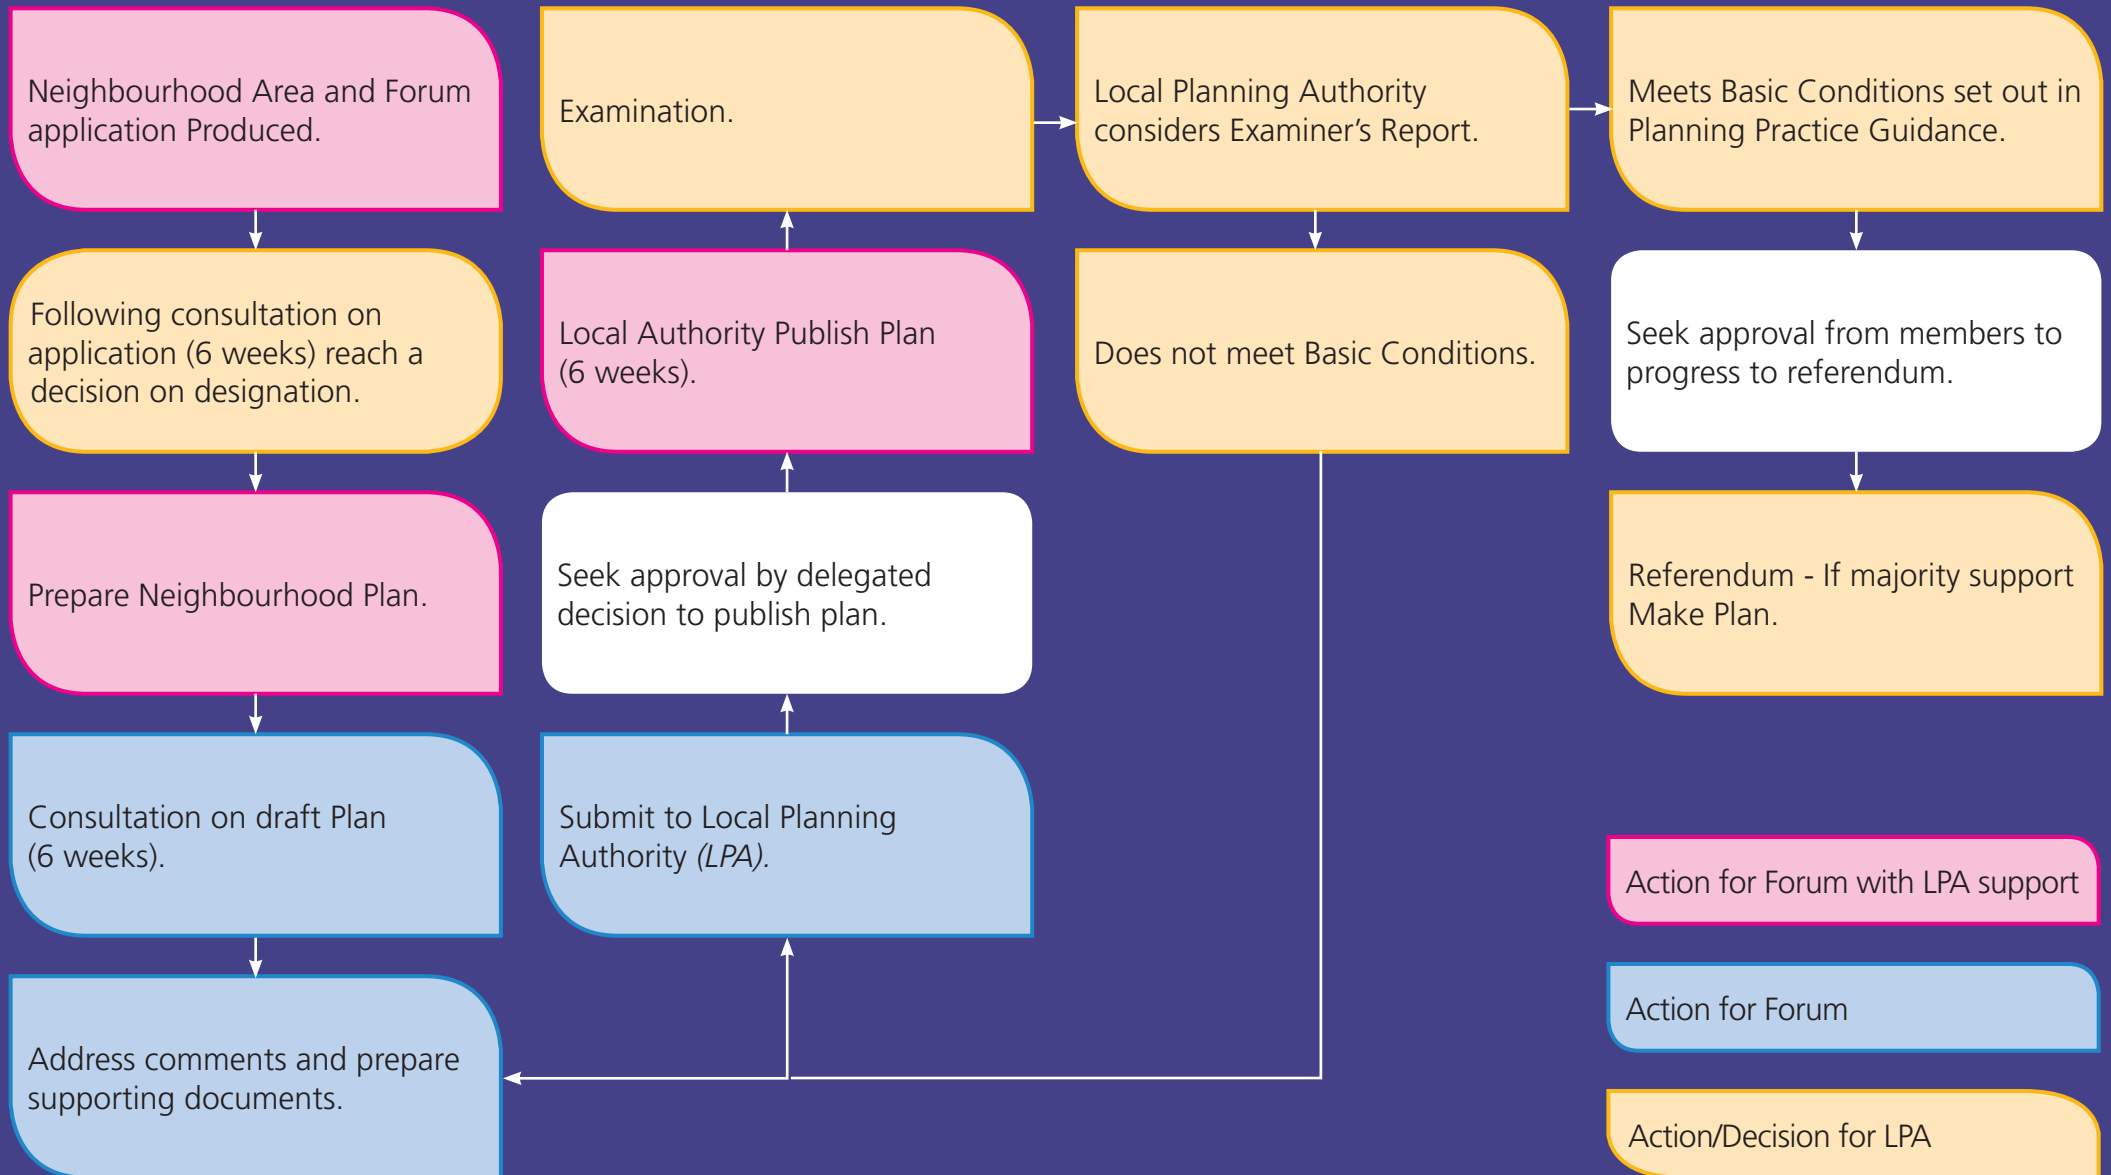 Neighbourhood Area and Forum
application Produced.
Following consultation on
application (6 weeks) reach a
decision on designation.
Prepare Neighbourhood Plan.
Consultation on draft Plan
(6 weeks).
Address comments and prepare
supporting documents.
Submit to Local Planning
Authority (LPA).
Seek approval by delegated
decision to publish plan.
Local Authority Publish Plan
(6 weeks).
Examination.
Local Planning Authority
considers Examiner’s Report.
Does not meet Basic Conditions.
Meets Basic Conditions set out in
Planning Practice Guidance.
Seek approval from members to
progress to referendum.
Referendum - If majority support
Make Plan.
Action for Forum with LPA support
Action for Forum
Action/Decision for LPA